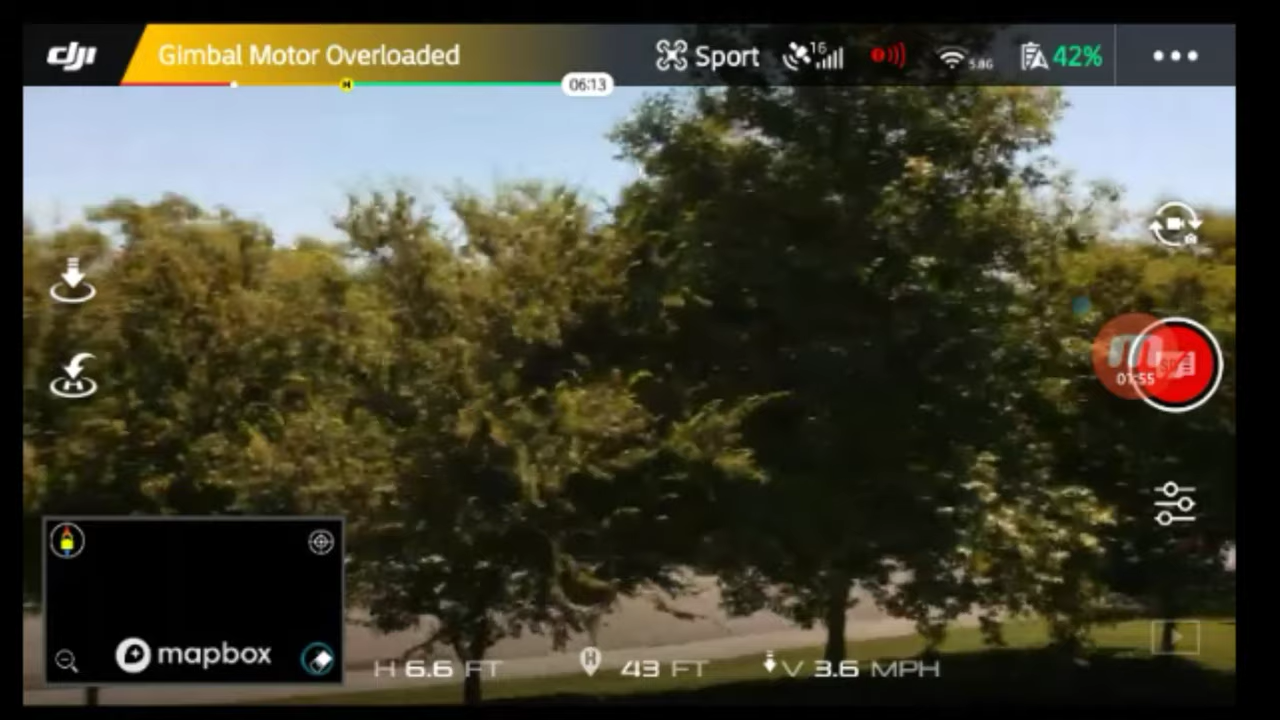 dji Gimbal Motor Overloaded Sport 16 5.8G A 42%
H 06:13
H
m 01:55
mapbox
H 6.6 FT H 43 FT V 3.6 MPH